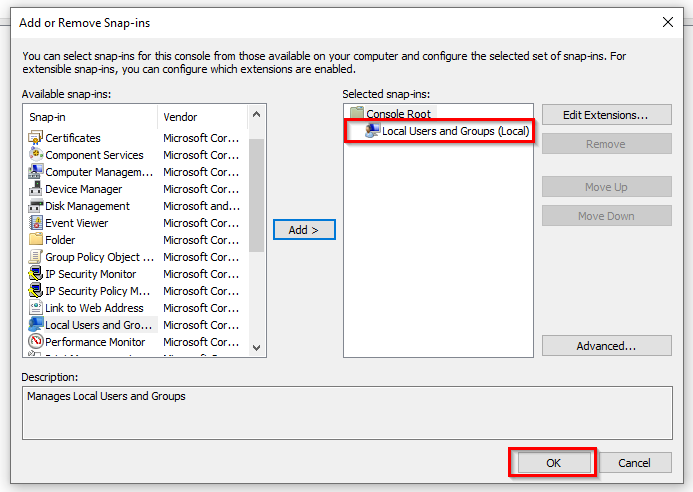 Add or Remove Snap-ins
You can select snap-ins for this console from those available on your computer and configure the selected set of snap-ins. For
extensible snap-ins, you can configure which extensions are enabled.
Available snap-ins:
Snap-in Vendor
Certificates Microsoft Cor...
Component Services Microsoft Cor...
Computer Managem... Microsoft Cor...
Device Manager Microsoft Cor...
Disk Management Microsoft and...
Event Viewer Microsoft Cor...
Folder Microsoft Cor...
Group Policy Object ... Microsoft Cor...
IP Security Monitor Microsoft Cor...
IP Security Policy M... Microsoft Cor...
Link to Web Address Microsoft Cor...
Local Users and Gro... Microsoft Cor...
Performance Monitor Microsoft Cor...
Add >
Selected snap-ins:
Console Root
Local Users and Groups (Local)
Edit Extensions...
Remove
Move Up
Move Down
Advanced...
Description:
Manages Local Users and Groups
OK
Cancel